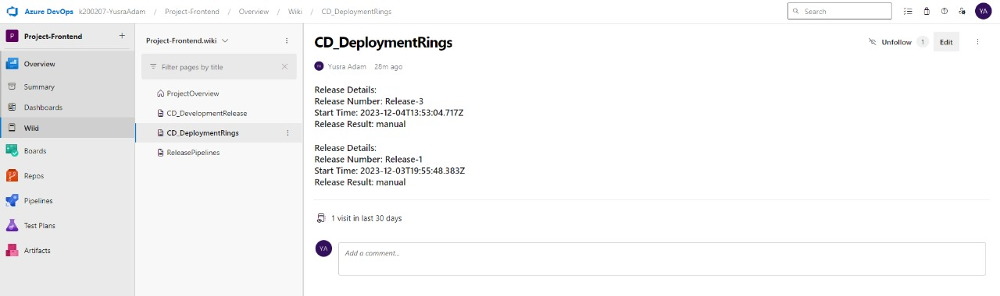 Azure DevOps k200207-YusraAdam / Project-Frontend / Overview / Wiki / CD_DeploymentRings
Search
YA
P Project-Frontend +
Overview
Summary
Dashboards
Wiki
Boards
Repos
Pipelines
Test Plans
Artifacts
Project-Frontend.wiki
Filter pages by title
ProjectOverview
CD_DevelopmentRelease
CD_DeploymentRings
ReleasePipelines
CD_DeploymentRings
Unfollow 1 Edit
YA Yusra Adam 28m ago
Release Details:
Release Number: Release-3
Start Time: 2023-12-04T13:53:04.717Z
Release Result: manual
Release Details:
Release Number: Release-1
Start Time: 2023-12-03T19:55:48.383Z
Release Result: manual
1 visit in last 30 days
YA
Add a comment...